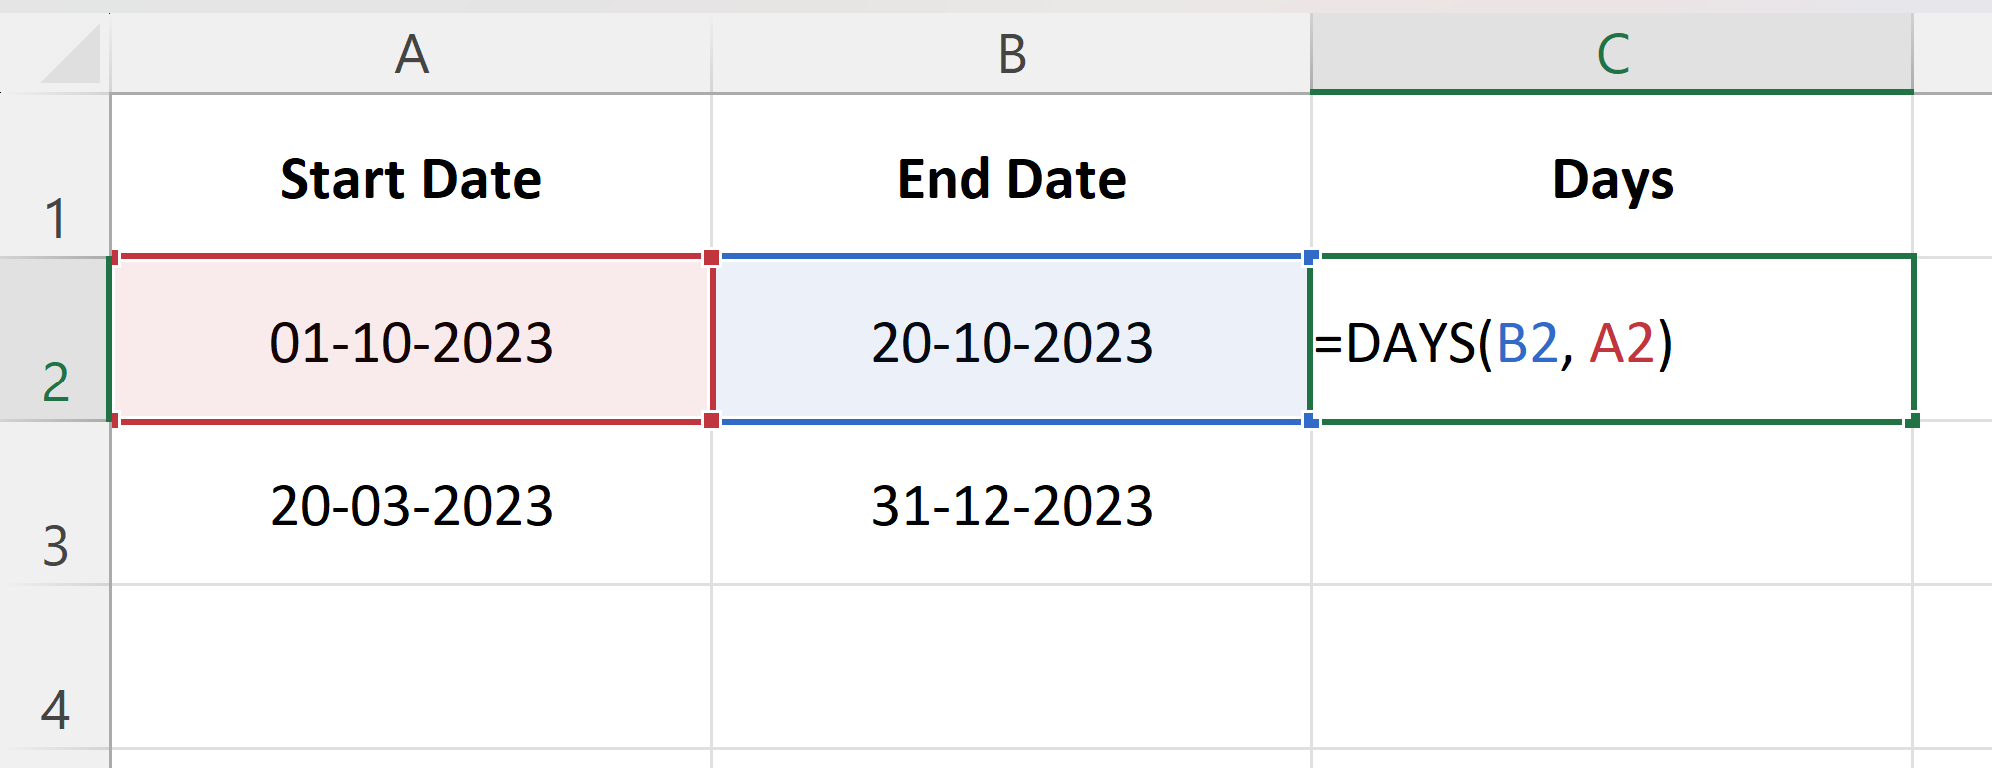 A B C
1 Start Date End Date Days
2 01-10-2023 20-10-2023 =DAYS(B2, A2)
3 20-03-2023 31-12-2023
4